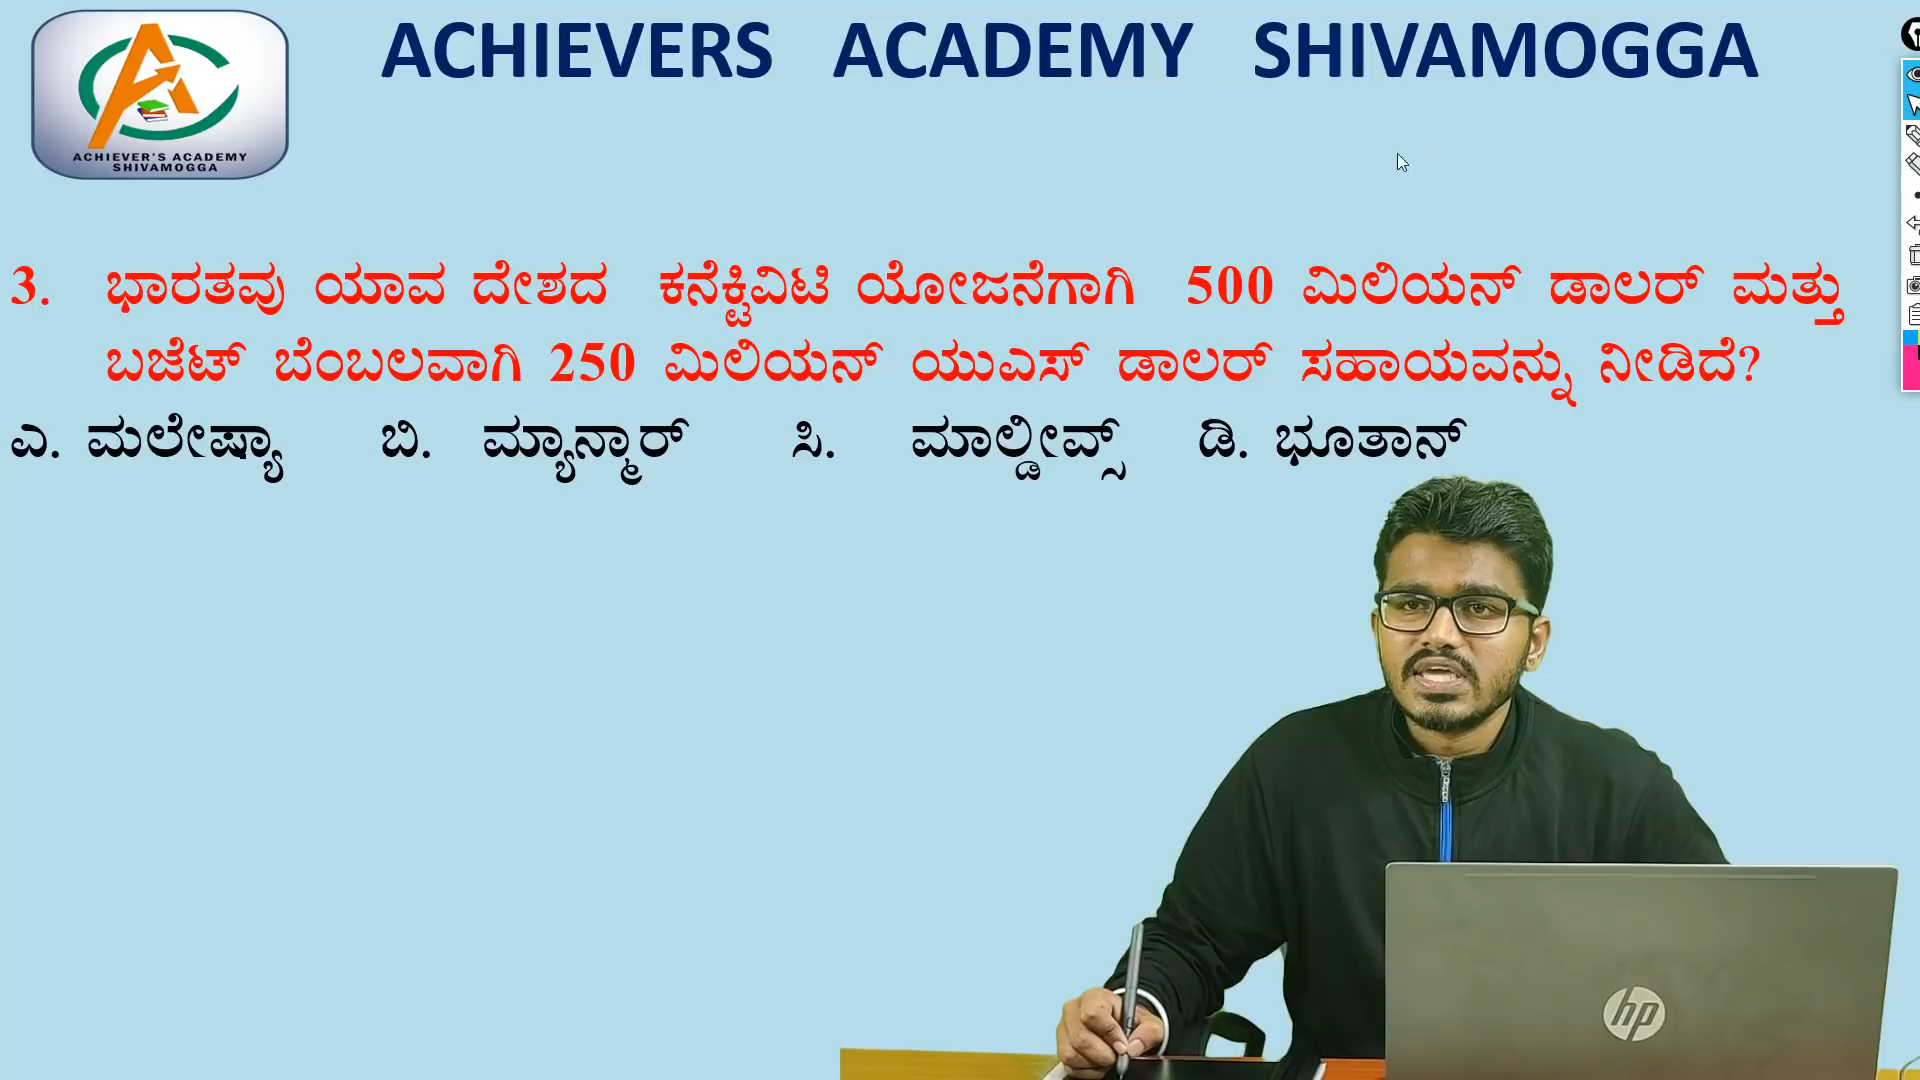 ACHIEVERS ACADEMY SHIVAMOGGA
ACHIEVER'S ACADEMY
SHIVAMOGGA
3. ಭಾರತವು ಯಾವ ದೇಶದ ಕನೆಕ್ಟಿವಿಟಿ ಯೋಜನೆಗಾಗಿ 500 ಮಿಲಿಯನ್ ಡಾಲರ್ ಮತ್ತು
ಬಜೆಟ್ ಬೆಂಬಲವಾಗಿ 250 ಮಿಲಿಯನ್ ಯುಎಸ್ ಡಾಲರ್ ಸಹಾಯವನ್ನು ನೀಡಿದೆ?
ಎ. ಮಲೇಷ್ಯಾ ಬಿ. ಮ್ಯಾನ್ಮಾರ್ ಸಿ. ಮಾಲ್ಡೀವ್ಸ್ ಡಿ. ಭೂತಾನ್
hp